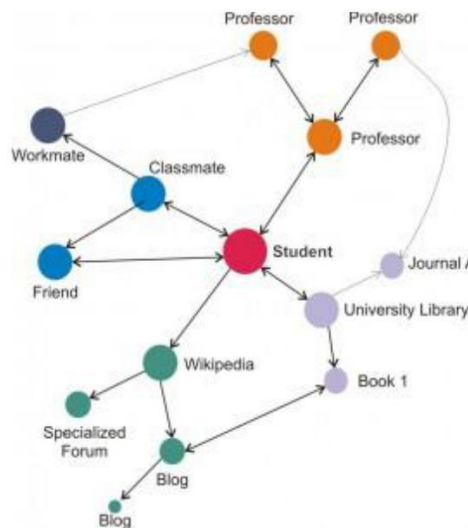 Professor
Professor
Workmate
Professor
Classmate
Student
Journal A
Friend
University Library
Wikipedia
Book 1
Specialized
Forum
Blog
Blog